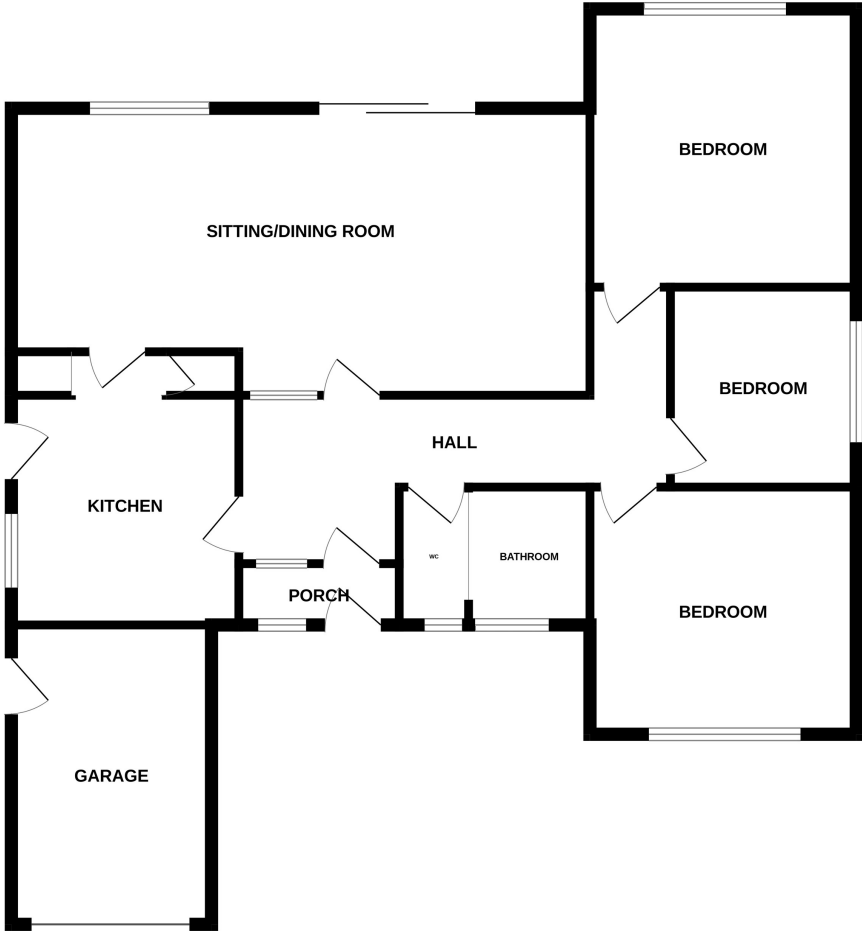 BEDROOM
SITTING/DINING ROOM
BEDROOM
HALL
KITCHEN
WC
BATHROOM
PORCH
BEDROOM
GARAGE